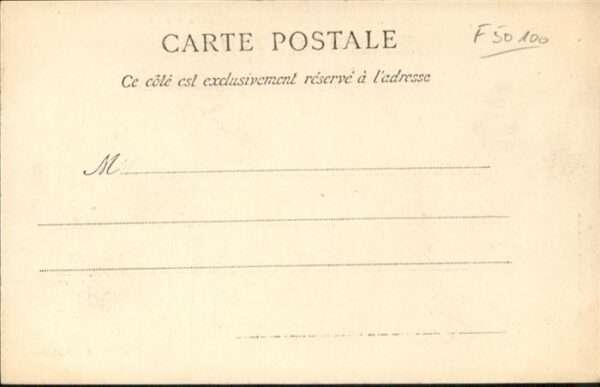 CARTE POSTALE
F 50 100
Ce côté est exclusivement réservé à l'adresse
M